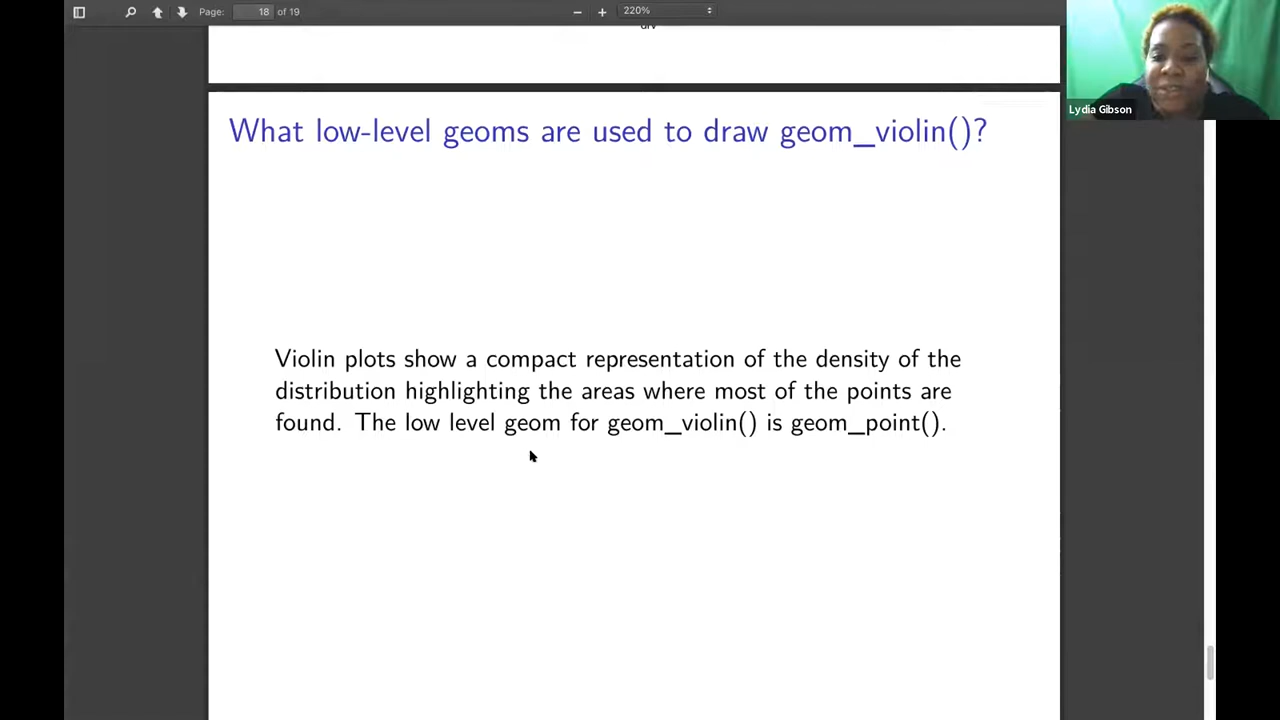 Page: 18 of 19
220%
drv
Lydia Gibson
What low-level geoms are used to draw geom_violin()?
Violin plots show a compact representation of the density of the
distribution highlighting the areas where most of the points are
found. The low level geom for geom_violin() is geom_point().